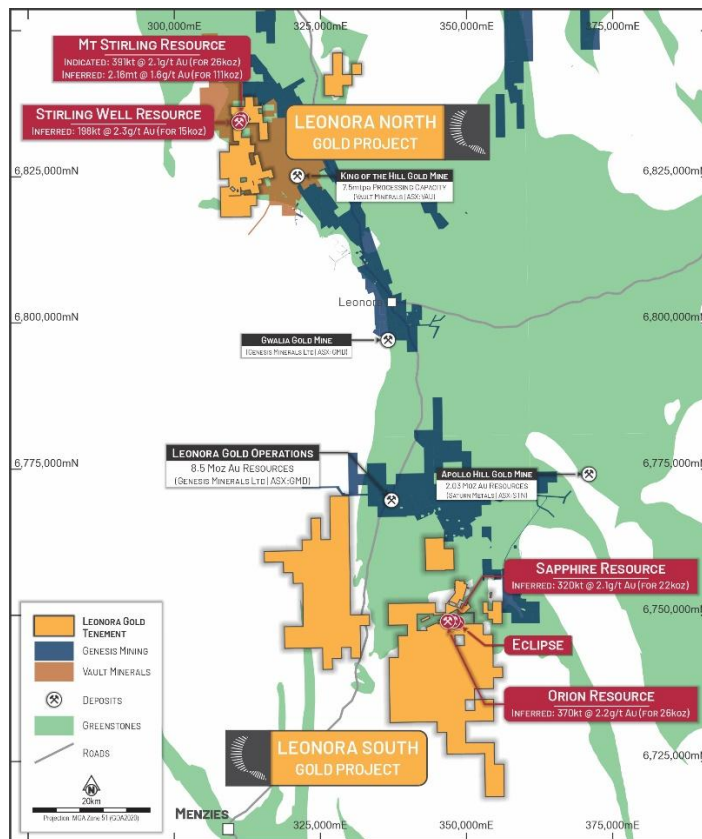 300,000mE
325,000mE
350,000mE
375,000mE
Mt Stirling Resource
Indicated: 391kt @ 2.1g/t Au (for 26koz)
Inferred: 2.16mt @ 1.6g/t Au (for 111koz)
Stirling Well Resource
Inferred: 198kt @ 2.3g/t Au (for 15koz)
LEONORA NORTH
GOLD PROJECT
6,825,000mN
6,825,000mN
King of the Hill Gold Mine
7.5mtpa Processing Capacity
(Vault Minerals | ASX:VAU)
Leonora
6,800,000mN
6,800,000mN
Gwalia Gold Mine
(Genesis Minerals Ltd | ASX:GMD)
6,775,000mN
6,775,000mN
Leonora Gold Operations
8.5 Moz Au Resources
(Genesis Minerals Ltd | ASX:GMD)
Apollo Hill Gold Mine
2.03 Moz Au Resources
(Saturn Metals | ASX:STN)
Sapphire Resource
Inferred: 320kt @ 2.1g/t Au (for 22koz)
6,750,000mN
Eclipse
Orion Resource
Inferred: 370kt @ 2.2g/t Au (for 26koz)
6,725,000mN
LEONORA SOUTH
GOLD PROJECT
Leonora Gold
Tenement
Genesis Mining
Vault Minerals
Deposits
Greenstones
Roads
N
20km
Projection: MGA Zone 51 (GDA2020)
Menzies
325,000mE
350,000mE
375,000mE